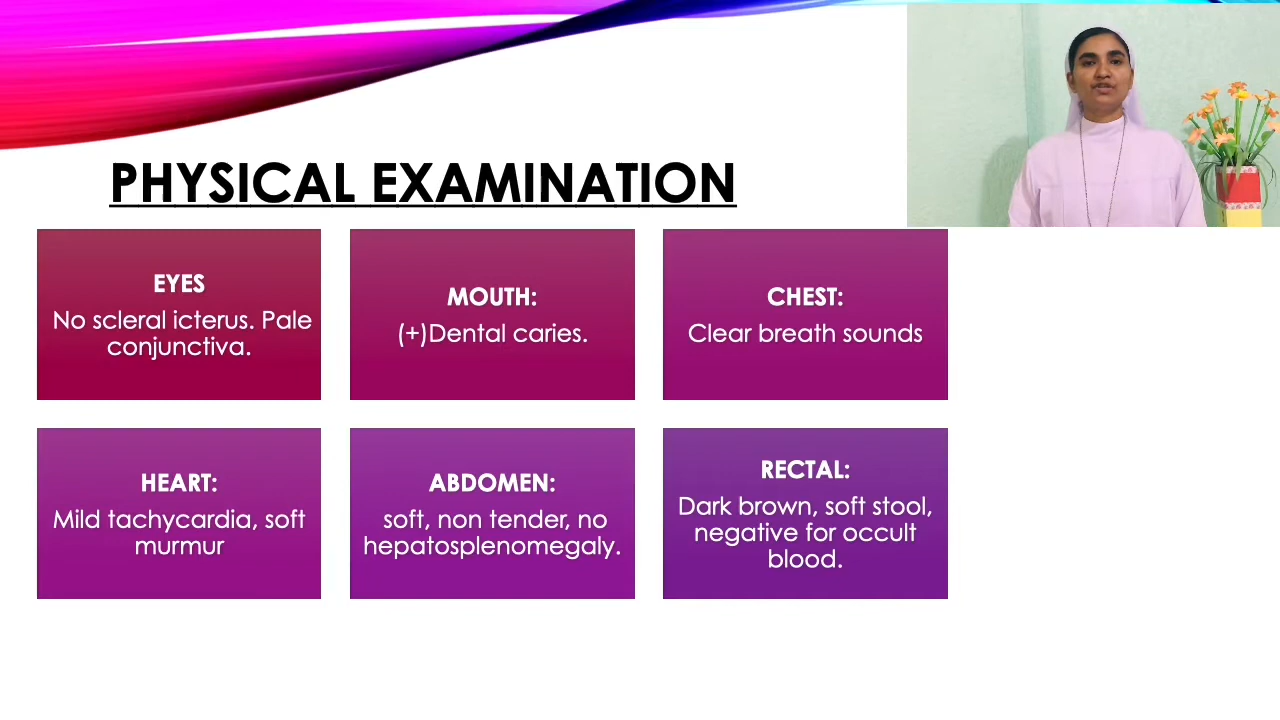 PHYSICAL EXAMINATION
EYES
No scleral icterus. Pale
conjunctiva.
MOUTH:
(+)Dental caries.
CHEST:
Clear breath sounds
HEART:
Mild tachycardia, soft
murmur
ABDOMEN:
soft, non tender, no
hepatosplenomegaly.
RECTAL:
Dark brown, soft stool,
negative for occult
blood.